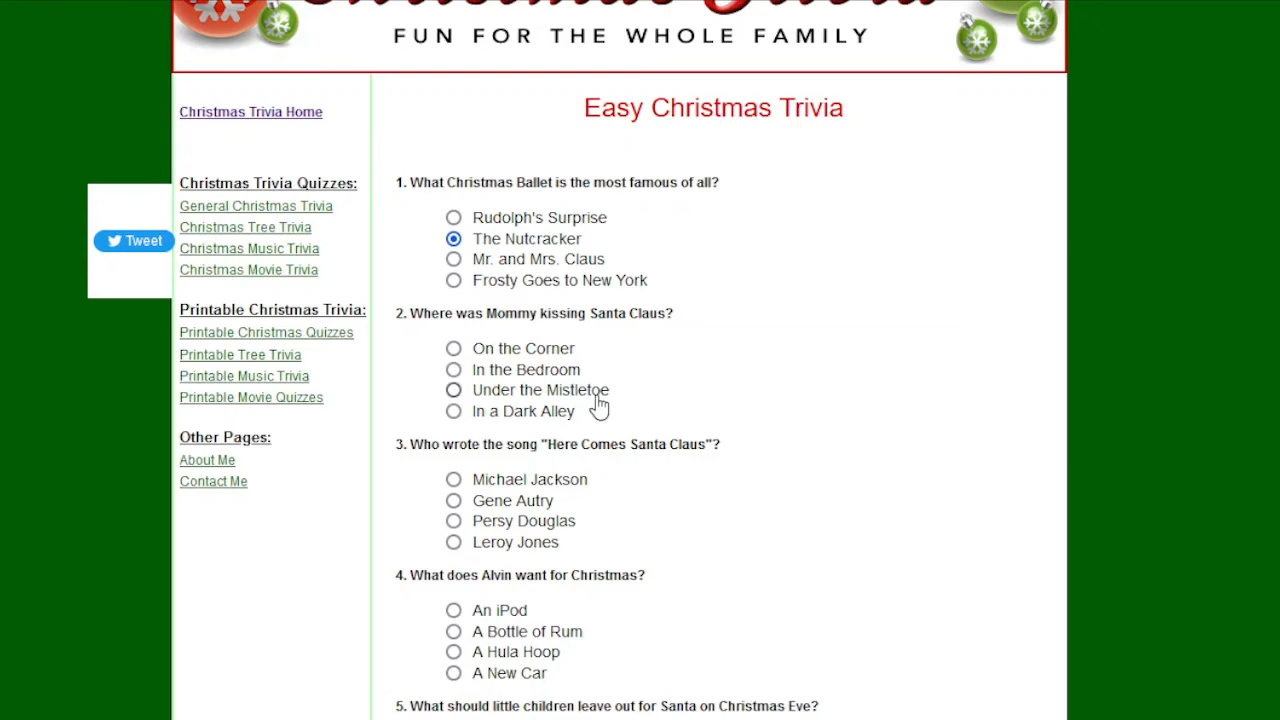 FUN FOR THE WHOLE FAMILY
Christmas Trivia Home
Easy Christmas Trivia
Tweet
Christmas Trivia Quizzes:
General Christmas Trivia
Christmas Tree Trivia
Christmas Music Trivia
Christmas Movie Trivia
Printable Christmas Trivia:
Printable Christmas Quizzes
Printable Tree Trivia
Printable Music Trivia
Printable Movie Quizzes
Other Pages:
About Me
Contact Me
1. What Christmas Ballet is the most famous of all?
Rudolph's Surprise
The Nutcracker
Mr. and Mrs. Claus
Frosty Goes to New York
2. Where was Mommy kissing Santa Claus?
On the Corner
In the Bedroom
Under the Mistletoe
In a Dark Alley
3. Who wrote the song "Here Comes Santa Claus"?
Michael Jackson
Gene Autry
Persy Douglas
Leroy Jones
4. What does Alvin want for Christmas?
An iPod
A Bottle of Rum
A Hula Hoop
A New Car
5. What should little children leave out for Santa on Christmas Eve?